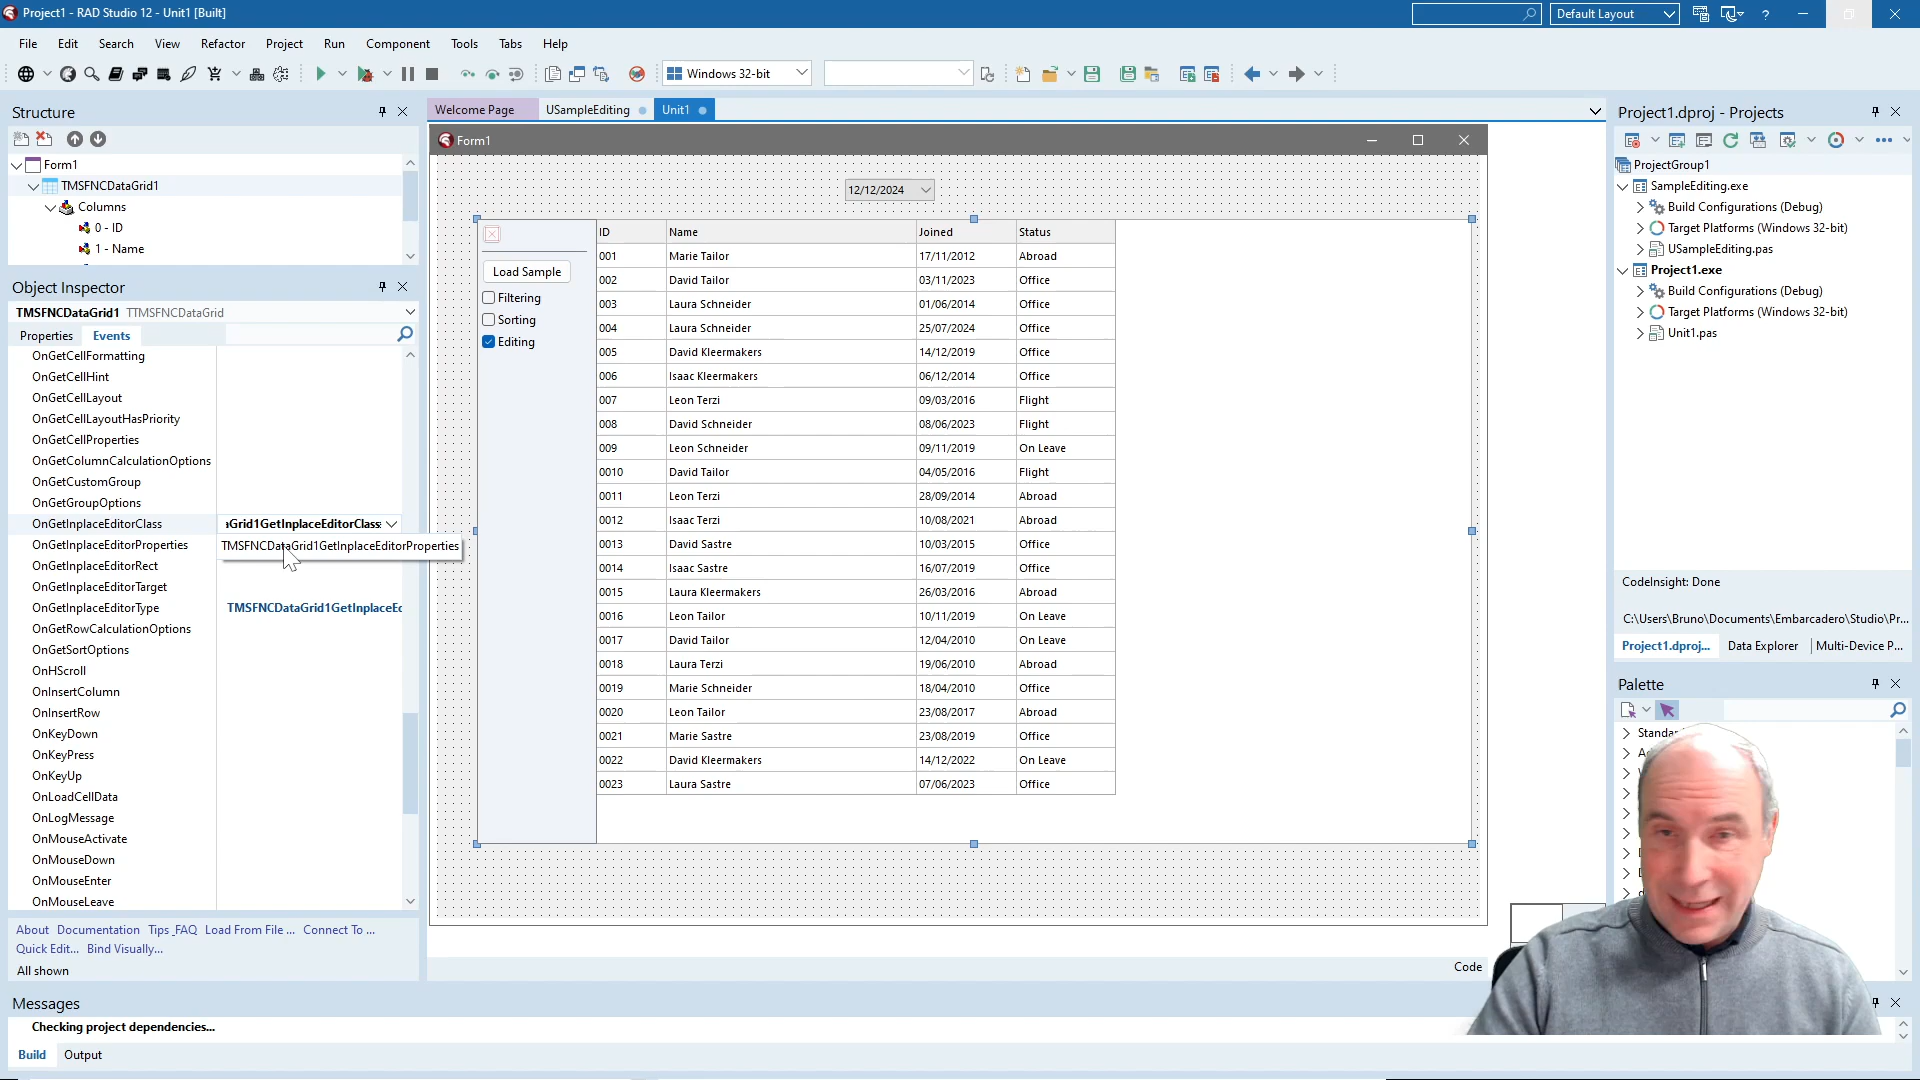 Project1 - RAD Studio 12 - Unit1 [Built]
Default Layout
?
File Edit Search View Refactor Project Run Component Tools Tabs Help
Windows 32-bit
Structure
Form1
TMSFNCDataGrid1
Columns
0 - ID
1 - Name
Object Inspector
TMSFNCDataGrid1 TTMSFNCDataGrid
Properties Events
OnGetCellFormatting
OnGetCellHint
OnGetCellLayout
OnGetCellLayoutHasPriority
OnGetCellProperties
OnGetColumnCalculationOptions
OnGetCustomGroup
OnGetGroupOptions
OnGetInplaceEditorClass
Grid1GetInplaceEditorClass
OnGetInplaceEditorProperties
TMSFNCDataGrid1GetInplaceEditorProperties
OnGetInplaceEditorRect
OnGetInplaceEditorTarget
OnGetInplaceEditorType TMSFNCDataGrid1GetInplaceEc
OnGetRowCalculationOptions
OnGetSortOptions
OnHScroll
OnInsertColumn
OnInsertRow
OnKeyDown
OnKeyPress
OnKeyUp
OnLoadCellData
OnLogMessage
OnMouseActivate
OnMouseDown
OnMouseEnter
OnMouseLeave
About Documentation Tips_FAQ Load From File ... Connect To ...
Quick Edit... Bind Visually...
All shown
Welcome Page USampleEditing Unit1
Form1
12/12/2024
Load Sample
Filtering
Sorting
Editing
ID Name Joined Status
001 Marie Tailor 17/11/2012 Abroad
002 David Tailor 03/11/2023 Office
003 Laura Schneider 01/06/2014 Office
004 Laura Schneider 25/07/2024 Office
005 David Kleermakers 14/12/2019 Office
006 Isaac Kleermakers 06/12/2014 Office
007 Leon Terzi 09/03/2016 Flight
008 David Schneider 08/06/2023 Flight
009 Leon Schneider 09/11/2019 On Leave
0010 David Tailor 04/05/2016 Flight
0011 Leon Terzi 28/09/2014 Abroad
0012 Isaac Terzi 10/08/2021 Abroad
0013 David Sastre 10/03/2015 Office
0014 Isaac Sastre 16/07/2019 Office
0015 Laura Kleermakers 26/03/2016 Abroad
0016 Leon Tailor 10/11/2019 On Leave
0017 David Tailor 12/04/2010 On Leave
0018 Laura Terzi 19/06/2010 Abroad
0019 Marie Schneider 18/04/2010 Office
0020 Leon Tailor 23/08/2017 Abroad
0021 Marie Sastre 23/08/2019 Office
0022 David Kleermakers 14/12/2022 On Leave
0023 Laura Sastre 07/06/2023 Office
Code
Project1.dproj - Projects
ProjectGroup1
SampleEditing.exe
Build Configurations (Debug)
Target Platforms (Windows 32-bit)
USampleEditing.pas
Project1.exe
Build Configurations (Debug)
Target Platforms (Windows 32-bit)
Unit1.pas
CodeInsight: Done
C:\Users\Bruno\Documents\Embarcadero\Studio\Pr...
Project1.dproj... Data Explorer Multi-Device P...
Palette
Messages
Checking project dependencies...
Build Output